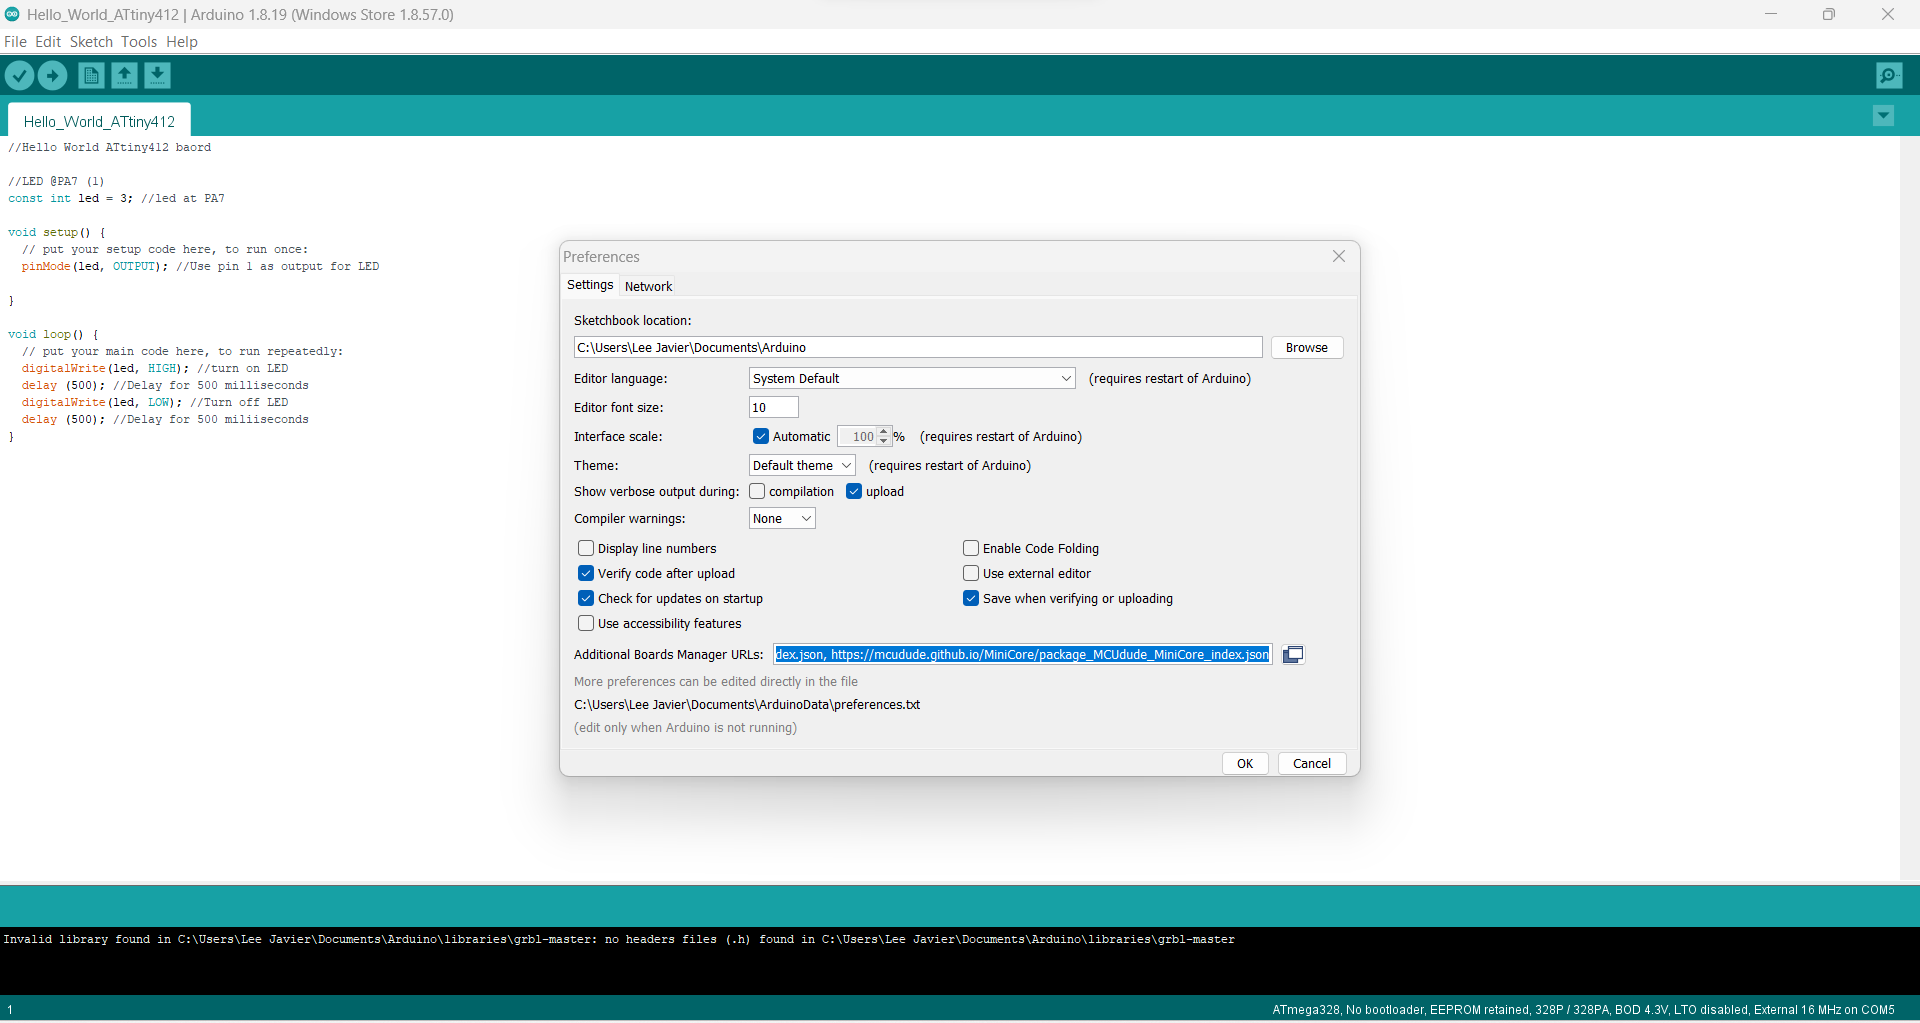 Hello_World_ATtiny412 | Arduino 1.8.19 (Windows Store 1.8.57.0)
File Edit Sketch Tools Help
Hello_World_ATtiny412
//Hello World ATtiny412 baord
//LED @PA7 (1)
const int led = 3; //led at PA7
void setup() {
// put your setup code here, to run once:
pinMode(led, OUTPUT); //Use pin 1 as output for LED
}
void loop() {
// put your main code here, to run repeatedly:
digitalWrite(led, HIGH); //turn on LED
delay (500); //Delay for 500 milliseconds
digitalWrite(led, LOW); //Turn off LED
delay (500); //Delay for 500 miliiseconds
}
Preferences
Settings Network
Sketchbook location:
C:\Users\Lee Javier\Documents\Arduino Browse
Editor language: System Default (requires restart of Arduino)
Editor font size: 10
Interface scale: Automatic 100 % (requires restart of Arduino)
Theme: Default theme (requires restart of Arduino)
Show verbose output during: compilation upload
Compiler warnings: None
Display line numbers Enable Code Folding
Verify code after upload Use external editor
Check for updates on startup Save when verifying or uploading
Use accessibility features
Additional Boards Manager URLs: dex.json, https://mcudude.github.io/MiniCore/package_MCUdude_MiniCore_index.json
More preferences can be edited directly in the file
C:\Users\Lee Javier\Documents\ArduinoData\preferences.txt
(edit only when Arduino is not running)
OK Cancel
Invalid library found in C:\Users\Lee Javier\Documents\Arduino\libraries\grbl-master: no headers files (.h) found in C:\Users\Lee Javier\Documents\Arduino\libraries\grbl-master
1 ATmega328, No bootloader, EEPROM retained, 328P / 328PA, BOD 4.3V, LTO disabled, External 16 MHz on COM5